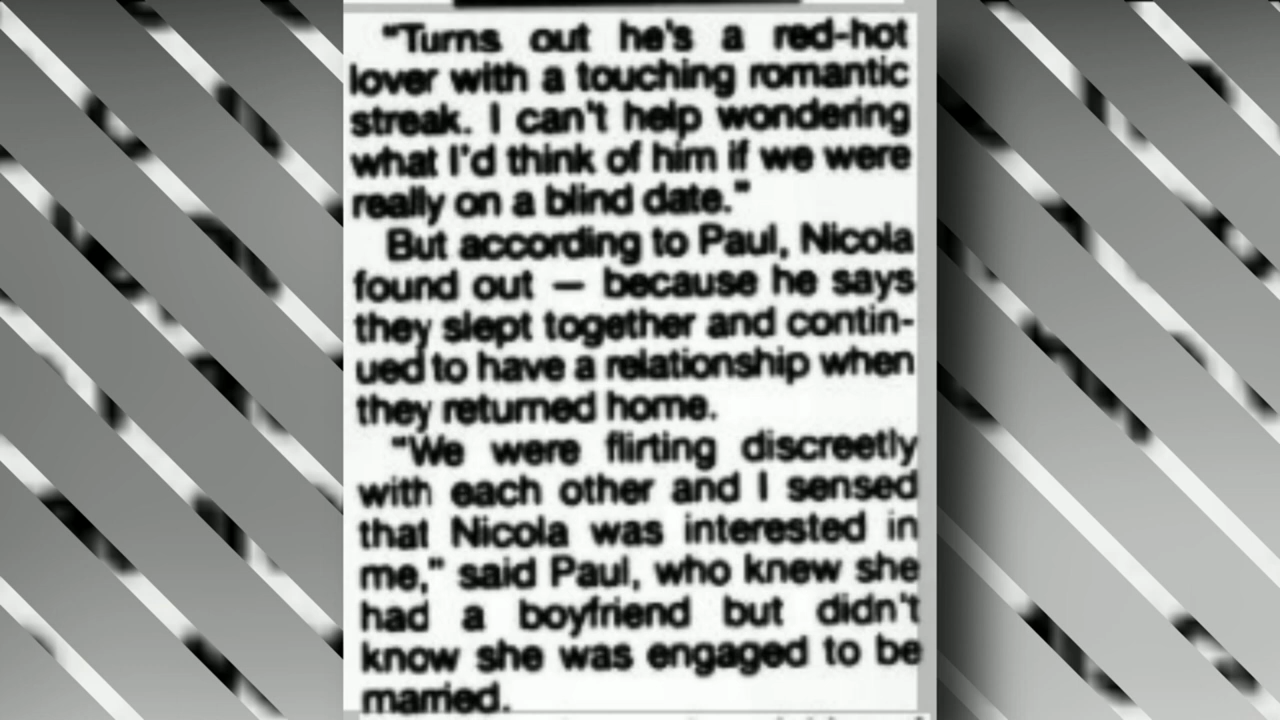 "Turns out he's a red-hot
lover with a touching romantic
streak. I can't help wondering
what I'd think of him if we were
really on a blind date."
But according to Paul, Nicola
found out — because he says
they slept together and contin-
ued to have a relationship when
they returned home.
"We were flirting discreetly
with each other and I sensed
that Nicola was interested in
me," said Paul, who knew she
had a boyfriend but didn't
know she was engaged to be
married.